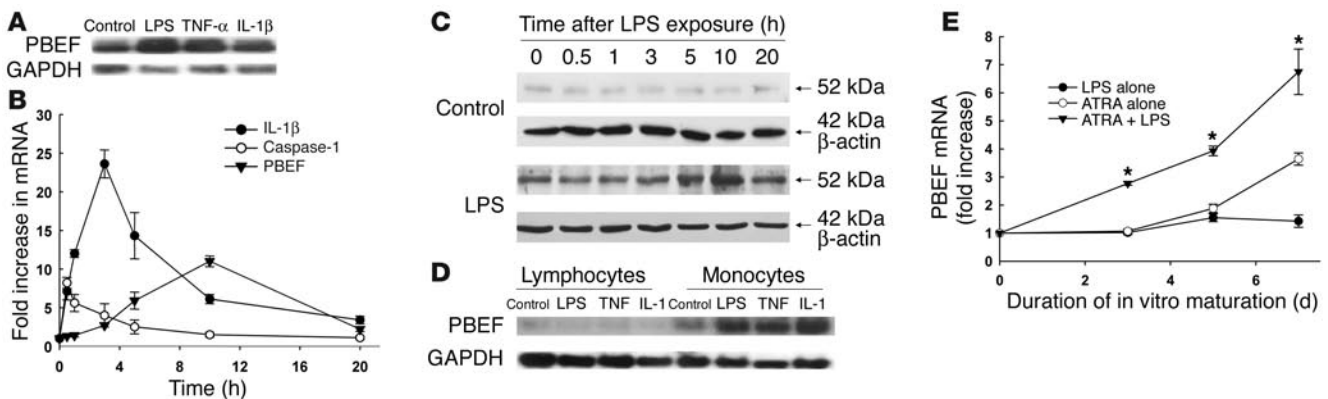 A
Control LPS TNF-α IL-1β
PBEF
GAPDH
B
Fold increase in mRNA
30
25
20
15
10
5
0
IL-1β
Caspase-1
PBEF
0 4 8 12 16 20
Time (h)
C
Time after LPS exposure (h)
0 0.5 1 3 5 10 20
Control
52 kDa
42 kDa
β-actin
LPS
52 kDa
42 kDa
β-actin
D
Lymphocytes Monocytes
Control LPS TNF IL-1 Control LPS TNF IL-1
PBEF
GAPDH
E
PBEF mRNA
(fold increase)
8
7
6
5
4
3
2
1
0
LPS alone
ATRA alone
ATRA + LPS
* * *
0 2 4 6
Duration of in vitro maturation (d)